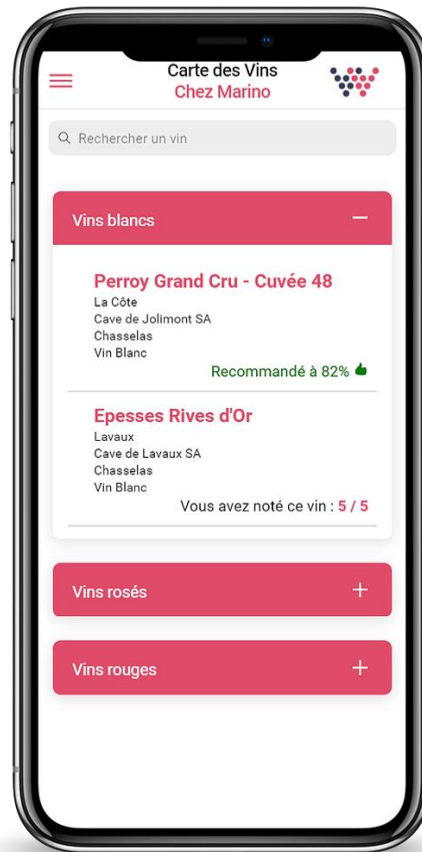 Carte des Vins
Chez Marino
Rechercher un vin
Vins blancs
Perroy Grand Cru - Cuvée 48
La Côte
Cave de Jolimont SA
Chasselas
Vin Blanc
Recommandé à 82%
Epesses Rives d'Or
Lavaux
Cave de Lavaux SA
Chasselas
Vin Blanc
Vous avez noté ce vin : 5 / 5
Vins rosés
Vins rouges